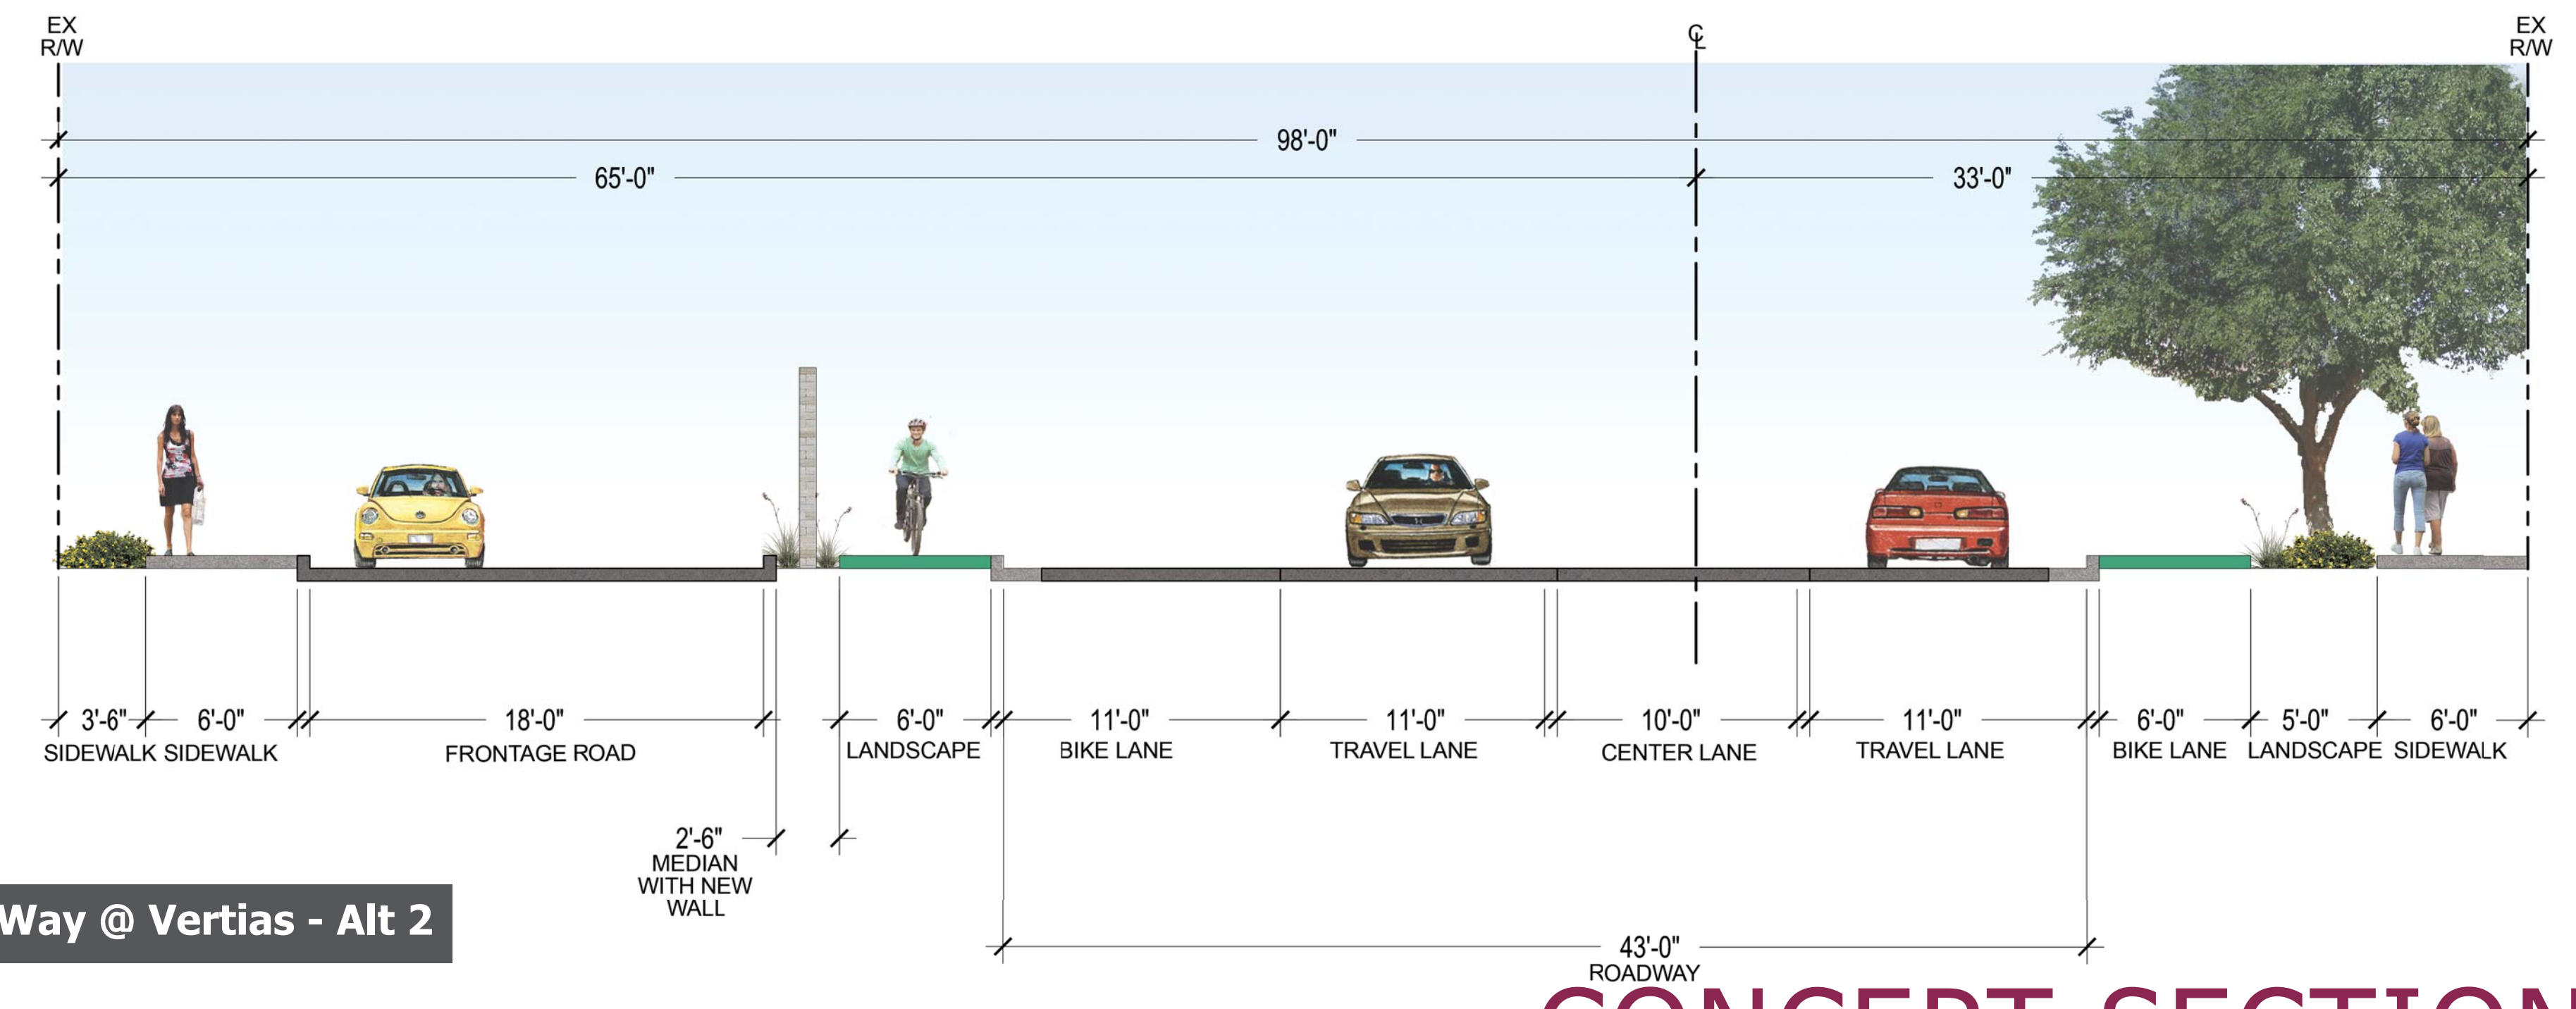 EX
R/W
℄
EX
R/W
98'-0"
65'-0"
33'-0"
3'-6"
6'-0"
18'-0"
6'-0"
11'-0"
11'-0"
10'-0"
11'-0"
6'-0"
5'-0"
6'-0"
SIDEWALK
SIDEWALK
FRONTAGE ROAD
LANDSCAPE
BIKE LANE
TRAVEL LANE
CENTER LANE
TRAVEL LANE
BIKE LANE
LANDSCAPE
SIDEWALK
2'-6"
MEDIAN
WITH NEW
WALL
Way @ Vertias - Alt 2
43'-0"
ROADWAY
CONCEPT SECTION